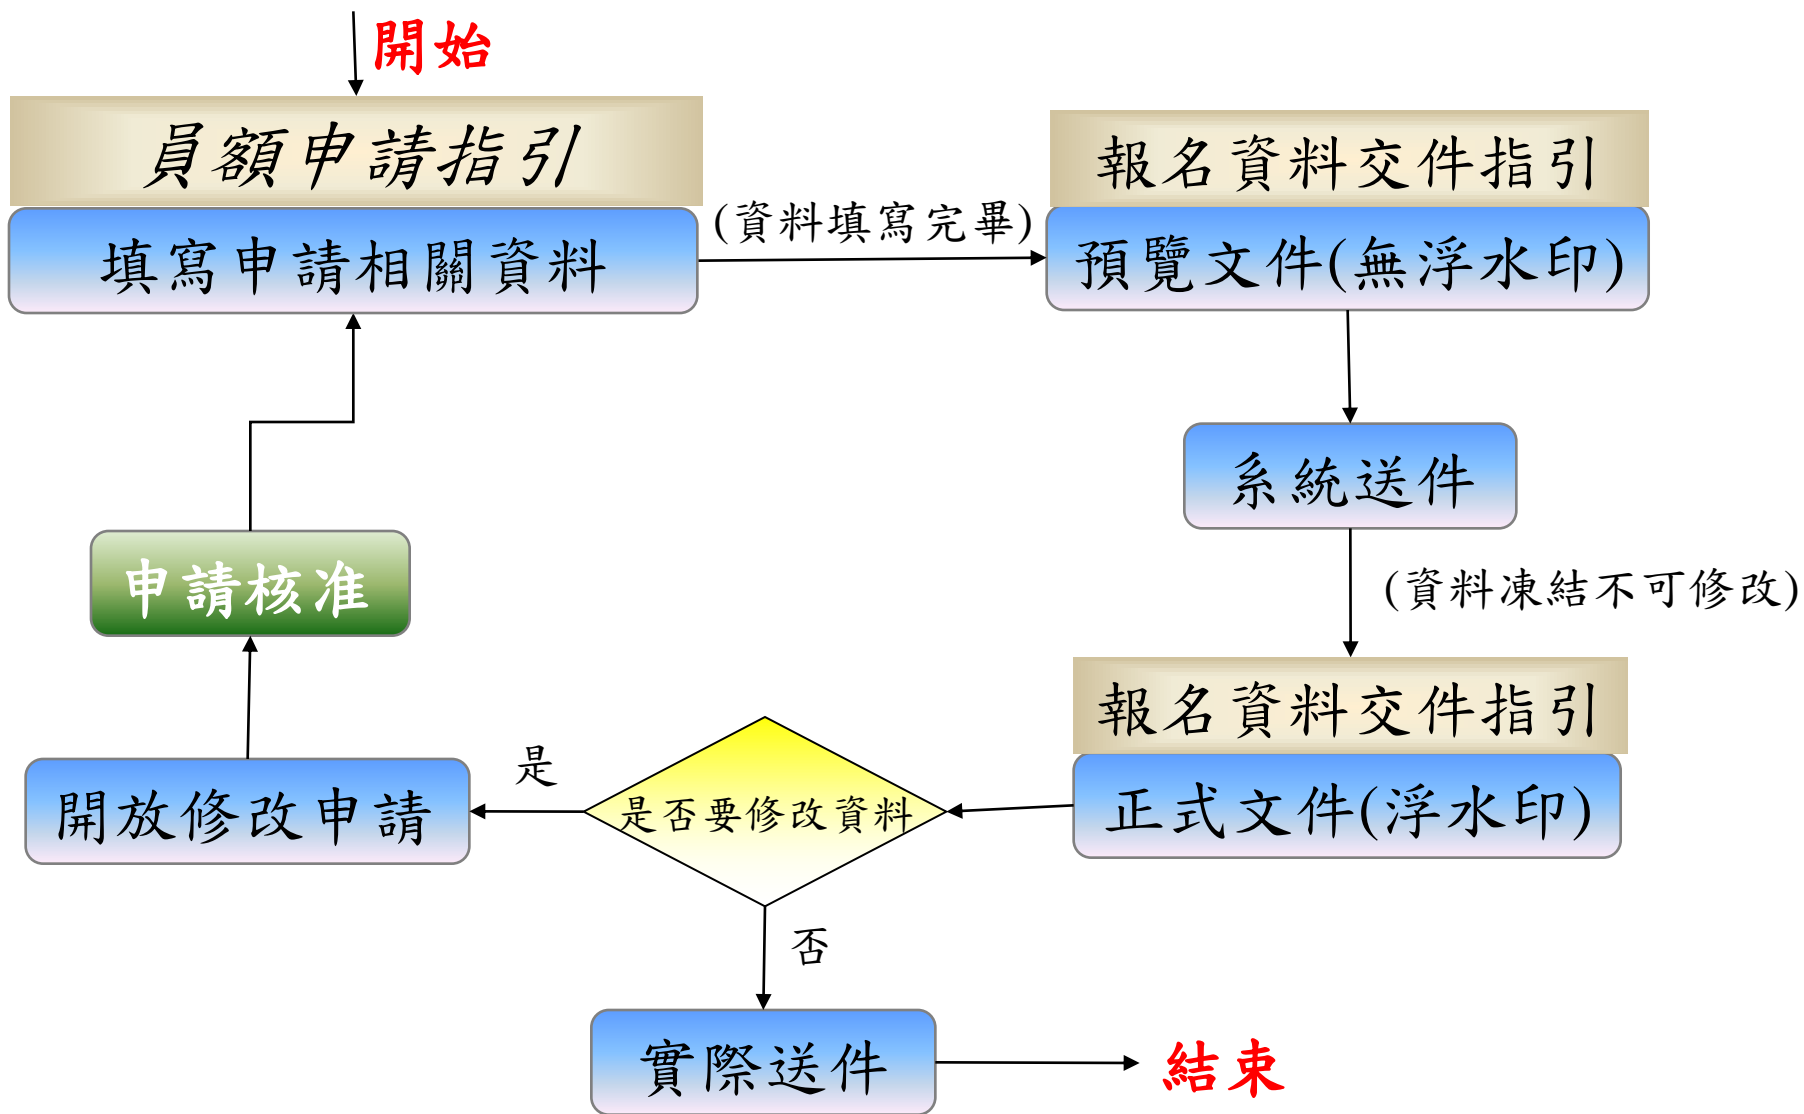 開始
員額申請指引
填寫申請相關資料
(資料填寫完畢)
報名資料交件指引
預覽文件(無浮水印)
系統送件
(資料凍結不可修改)
報名資料交件指引
正式文件(浮水印)
是否要修改資料
是
開放修改申請
申請核准
否
實際送件
結束